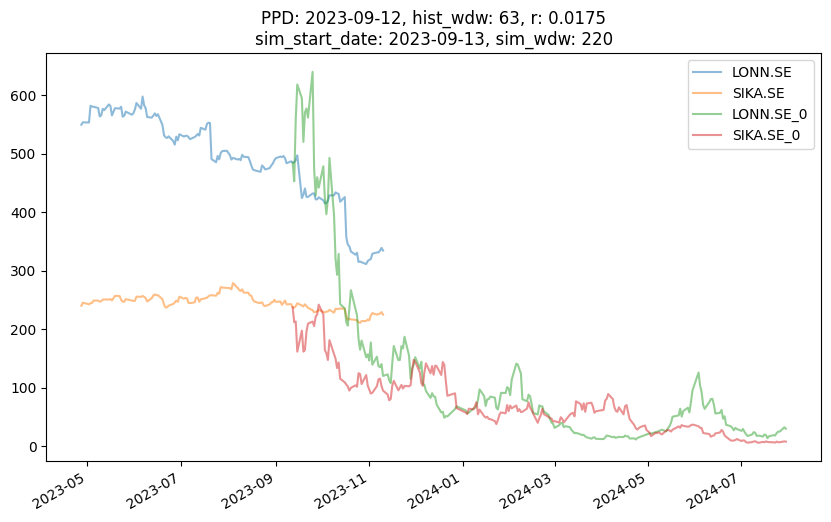 PPD: 2023-09-12, hist_wdw: 63, r: 0.0175
sim_start_date: 2023-09-13, sim_wdw: 220
LONN.SE
SIKA.SE
LONN.SE_0
SIKA.SE_0
600
500
400
300
200
100
0
2023-05
2023-07
2023-09
2023-11
2024-01
2024-03
2024-05
2024-07